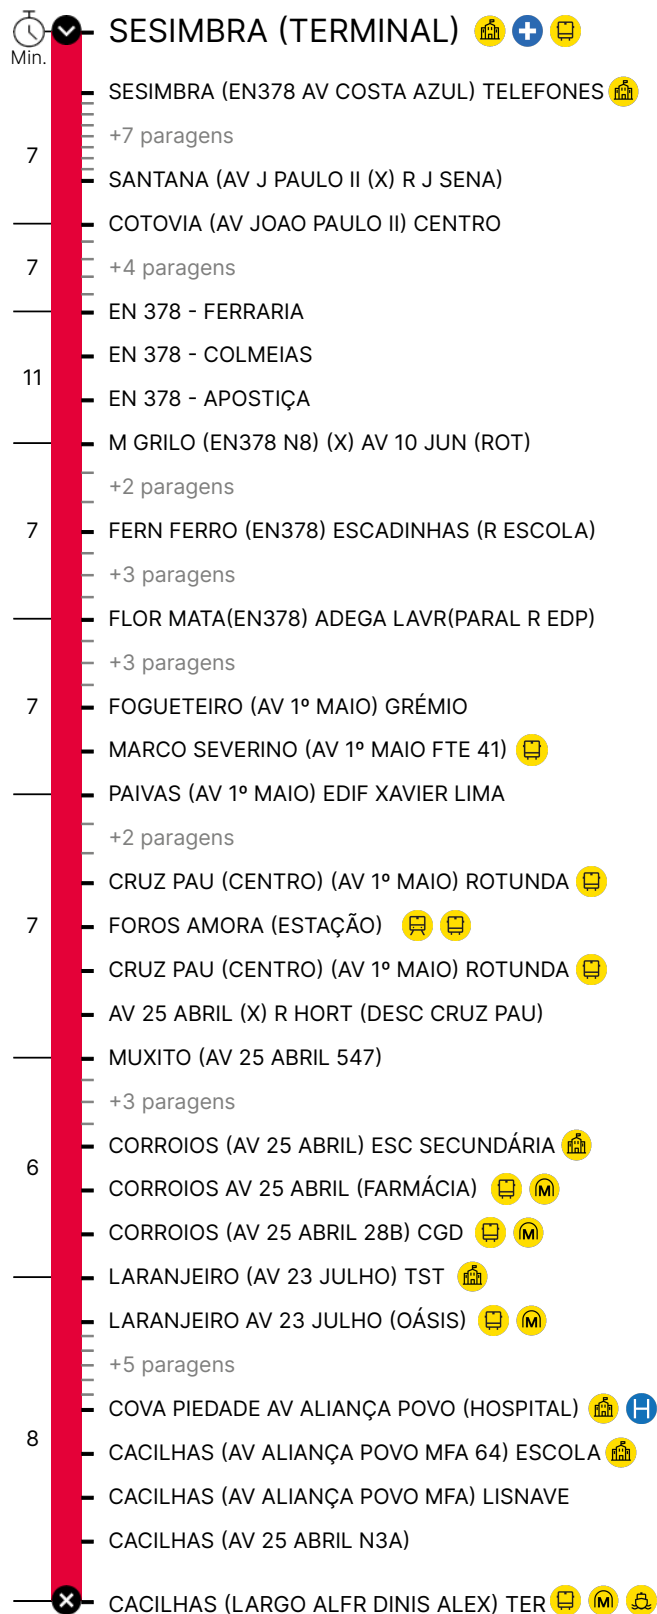 SESIMBRA (TERMINAL)
Min.
SESIMBRA (EN378 AV COSTA AZUL) TELEFONES
+7 paragens
7
SANTANA (AV J PAULO II (X) R J SENA)
COTOVIA (AV JOAO PAULO II) CENTRO
7
+4 paragens
EN 378 - FERRARIA
EN 378 - COLMEIAS
11
EN 378 - APOSTIÇA
M GRILO (EN378 N8) (X) AV 10 JUN (ROT)
+2 paragens
7
FERN FERRO (EN378) ESCADINHAS (R ESCOLA)
+3 paragens
FLOR MATA(EN378) ADEGA LAVR(PARAL R EDP)
+3 paragens
7
FOGUETEIRO (AV 1º MAIO) GRÉMIO
MARCO SEVERINO (AV 1º MAIO FTE 41)
PAIVAS (AV 1º MAIO) EDIF XAVIER LIMA
+2 paragens
CRUZ PAU (CENTRO) (AV 1º MAIO) ROTUNDA
7
FOROS AMORA (ESTAÇÃO)
CRUZ PAU (CENTRO) (AV 1º MAIO) ROTUNDA
AV 25 ABRIL (X) R HORT (DESC CRUZ PAU)
MUXITO (AV 25 ABRIL 547)
+3 paragens
CORROIOS (AV 25 ABRIL) ESC SECUNDÁRIA
6
CORROIOS AV 25 ABRIL (FARMÁCIA) M
CORROIOS (AV 25 ABRIL 28B) CGD M
LARANJEIRO (AV 23 JULHO) TST
LARANJEIRO AV 23 JULHO (OÁSIS) M
+5 paragens
COVA PIEDADE AV ALIANÇA POVO (HOSPITAL) H
8
CACILHAS (AV ALIANÇA POVO MFA 64) ESCOLA
CACILHAS (AV ALIANÇA POVO MFA) LISNAVE
CACILHAS (AV 25 ABRIL N3A)
CACILHAS (LARGO ALFR DINIS ALEX) TER M